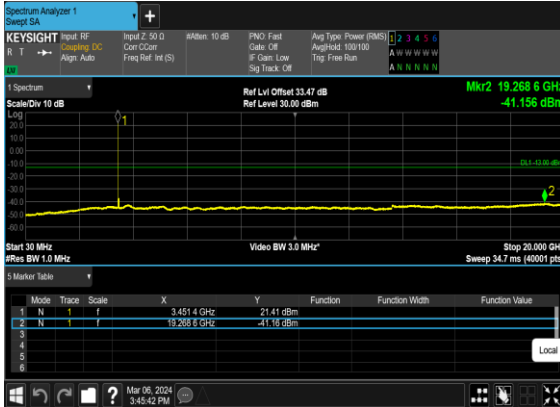 Spectrum Analyzer 1
Swept SA
+
KEYSIGHT Input: RF Input Z: 50 Ω #Atten: 10 dB PNO: Fast Avg Type: Power (RMS) 1 2 3 4 5 6
R T Coupling: DC Corr CCorr Gate: Off Avg|Hold: 100/100 A W W W W W
Align: Auto Freq Ref: Int (S) IF Gain: Low Trig: Free Run A N N N N N
Sig Track: Off
1 Spectrum Ref Lvl Offset 33.47 dB Mkr2 19.268 6 GHz
Scale/Div 10 dB Ref Level 30.00 dBm -41.156 dBm
Log
1
20.0
10.0
0.00
-10.0
DL1 -13.00 dBm
-20.0
-30.0
-40.0
2
-50.0
-60.0
Start 30 MHz Video BW 3.0 MHz* Stop 20.000 GH
#Res BW 1.0 MHz Sweep 34.7 ms (40001 pts
5 Marker Table
Mode Trace Scale X Y Function Function Width Function Value
1 N 1 f 3.451 4 GHz 21.41 dBm
2 N 1 f 19.268 6 GHz -41.16 dBm
3
4
5
6
Local
? Mar 06, 2024
3:45:42 PM